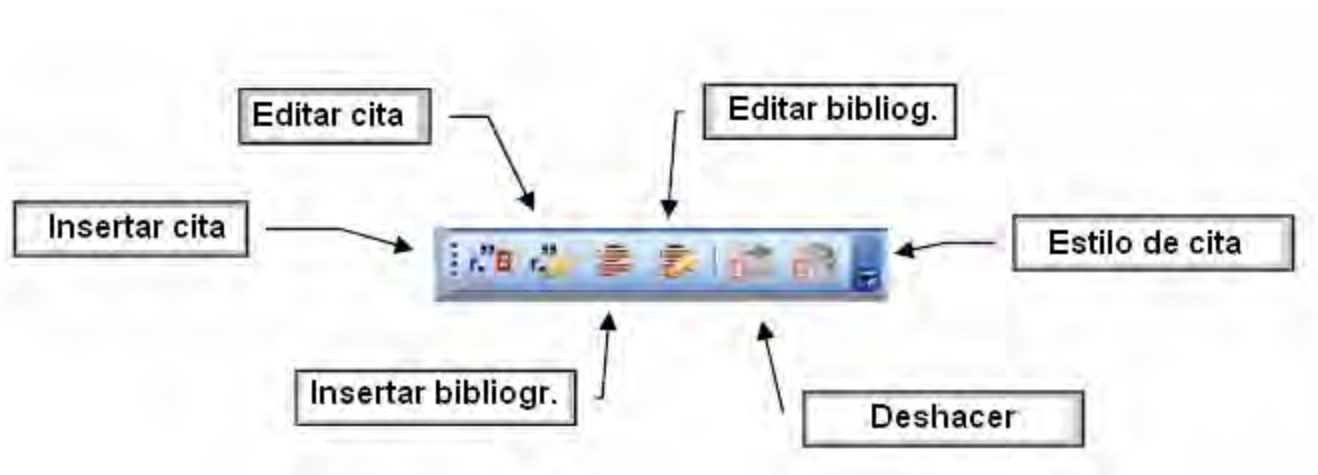 Editar cita
Editar bibliog.
Insertar cita
Estilo de cita
Insertar bibliogr.
Deshacer